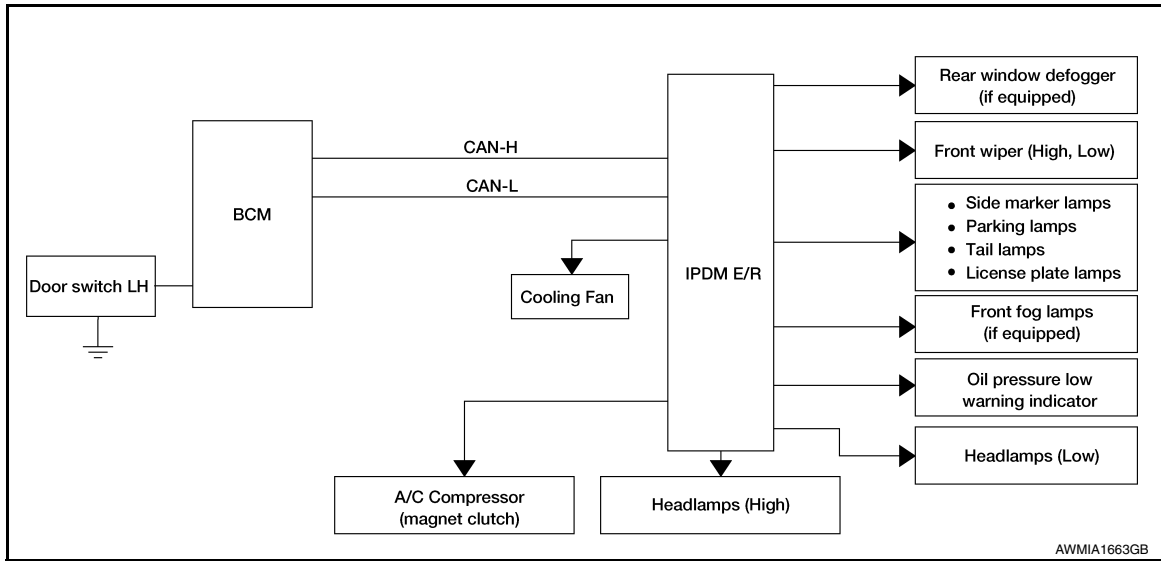 Rear window defogger
(if equipped)
CAN-H
Front wiper (High, Low)
CAN-L
BCM
• Side marker lamps
• Parking lamps
• Tail lamps
• License plate lamps
IPDM E/R
Door switch LH
Cooling Fan
Front fog lamps
(if equipped)
Oil pressure low
warning indicator
Headlamps (Low)
A/C Compressor
(magnet clutch)
Headlamps (High)
AWMIA1663GB